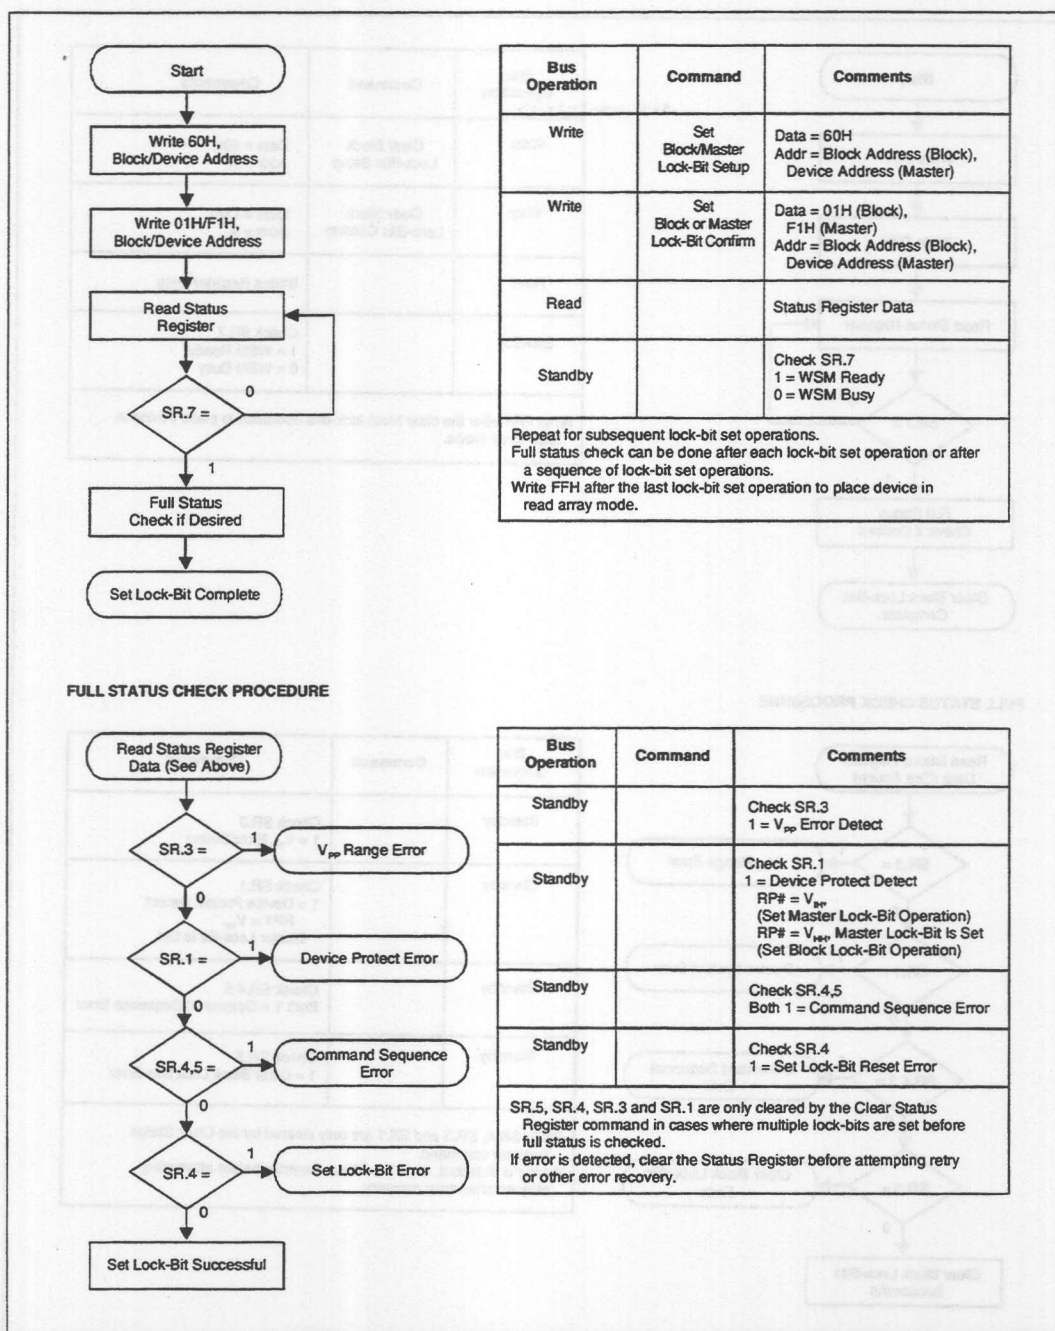 Start
Write 60H,
Block/Device Address
Write 01H/F1H,
Block/Device Address
Read Status
Register
SR.7 =
0
1
Full Status
Check if Desired
Set Lock-Bit Complete
Bus
Operation
Command
Comments
Write
Set
Block/Master
Lock-Bit Setup
Data = 60H
Addr = Block Address (Block),
Device Address (Master)
Write
Set
Block or Master
Lock-Bit Confirm
Data = 01H (Block),
F1H (Master)
Addr = Block Address (Block),
Device Address (Master)
Read
Status Register Data
Standby
Check SR.7
1 = WSM Ready
0 = WSM Busy
Repeat for subsequent lock-bit set operations.
Full status check can be done after each lock-bit set operation or after
a sequence of lock-bit set operations.
Write FFH after the last lock-bit set operation to place device in
read array mode.
FULL STATUS CHECK PROCEDURE
Read Status Register
Data (See Above)
SR.3 =
1
VPP Range Error
0
SR.1 =
1
Device Protect Error
0
SR.4,5 =
1
Command Sequence
Error
0
SR.4 =
1
Set Lock-Bit Error
0
Set Lock-Bit Successful
Bus
Operation
Command
Comments
Standby
Check SR.3
1 = VPP Error Detect
Standby
Check SR.1
1 = Device Protect Detect
RP# = VIH,
(Set Master Lock-Bit Operation)
RP# = VHH, Master Lock-Bit Is Set
(Set Block Lock-Bit Operation)
Standby
Check SR.4,5
Both 1 = Command Sequence Error
Standby
Check SR.4
1 = Set Lock-Bit Reset Error
SR.5, SR.4, SR.3 and SR.1 are only cleared by the Clear Status
Register command in cases where multiple lock-bits are set before
full status is checked.
If error is detected, clear the Status Register before attempting retry
or other error recovery.